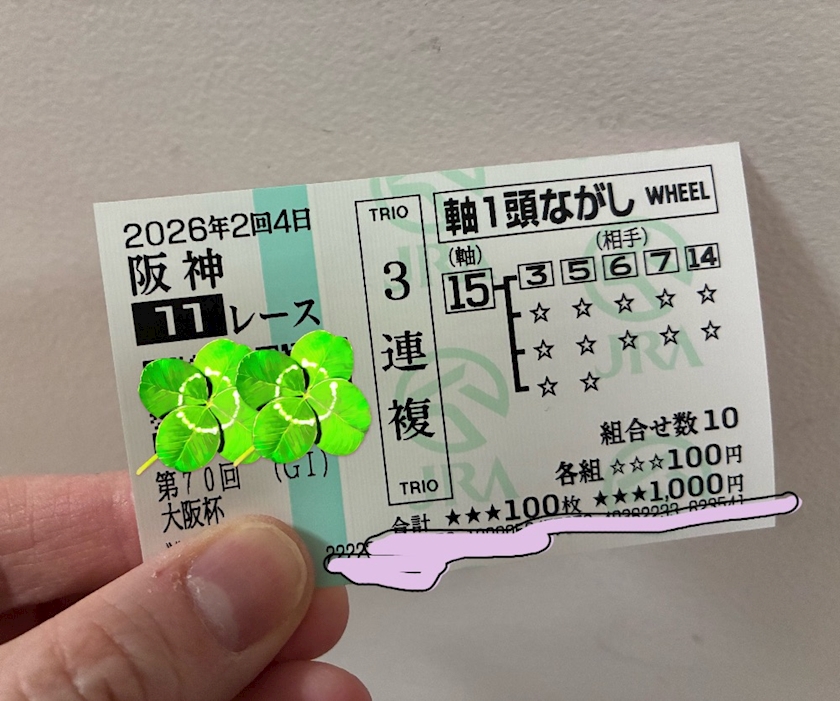 2026年2回4日
阪神
11レース
第70回 (GI)
大阪杯
TRIO
3連複
TRIO
軸1頭ながし WHEEL
(軸) (相手)
15 3 5 6 7 14
☆ ☆ ☆ ☆ ☆
☆ ☆ ☆ ☆ ☆
☆ ☆
組合せ数10
各組 ☆☆☆100円
合計 ★★★100枚 ★★★1,000円
JRA
JRA
JRA